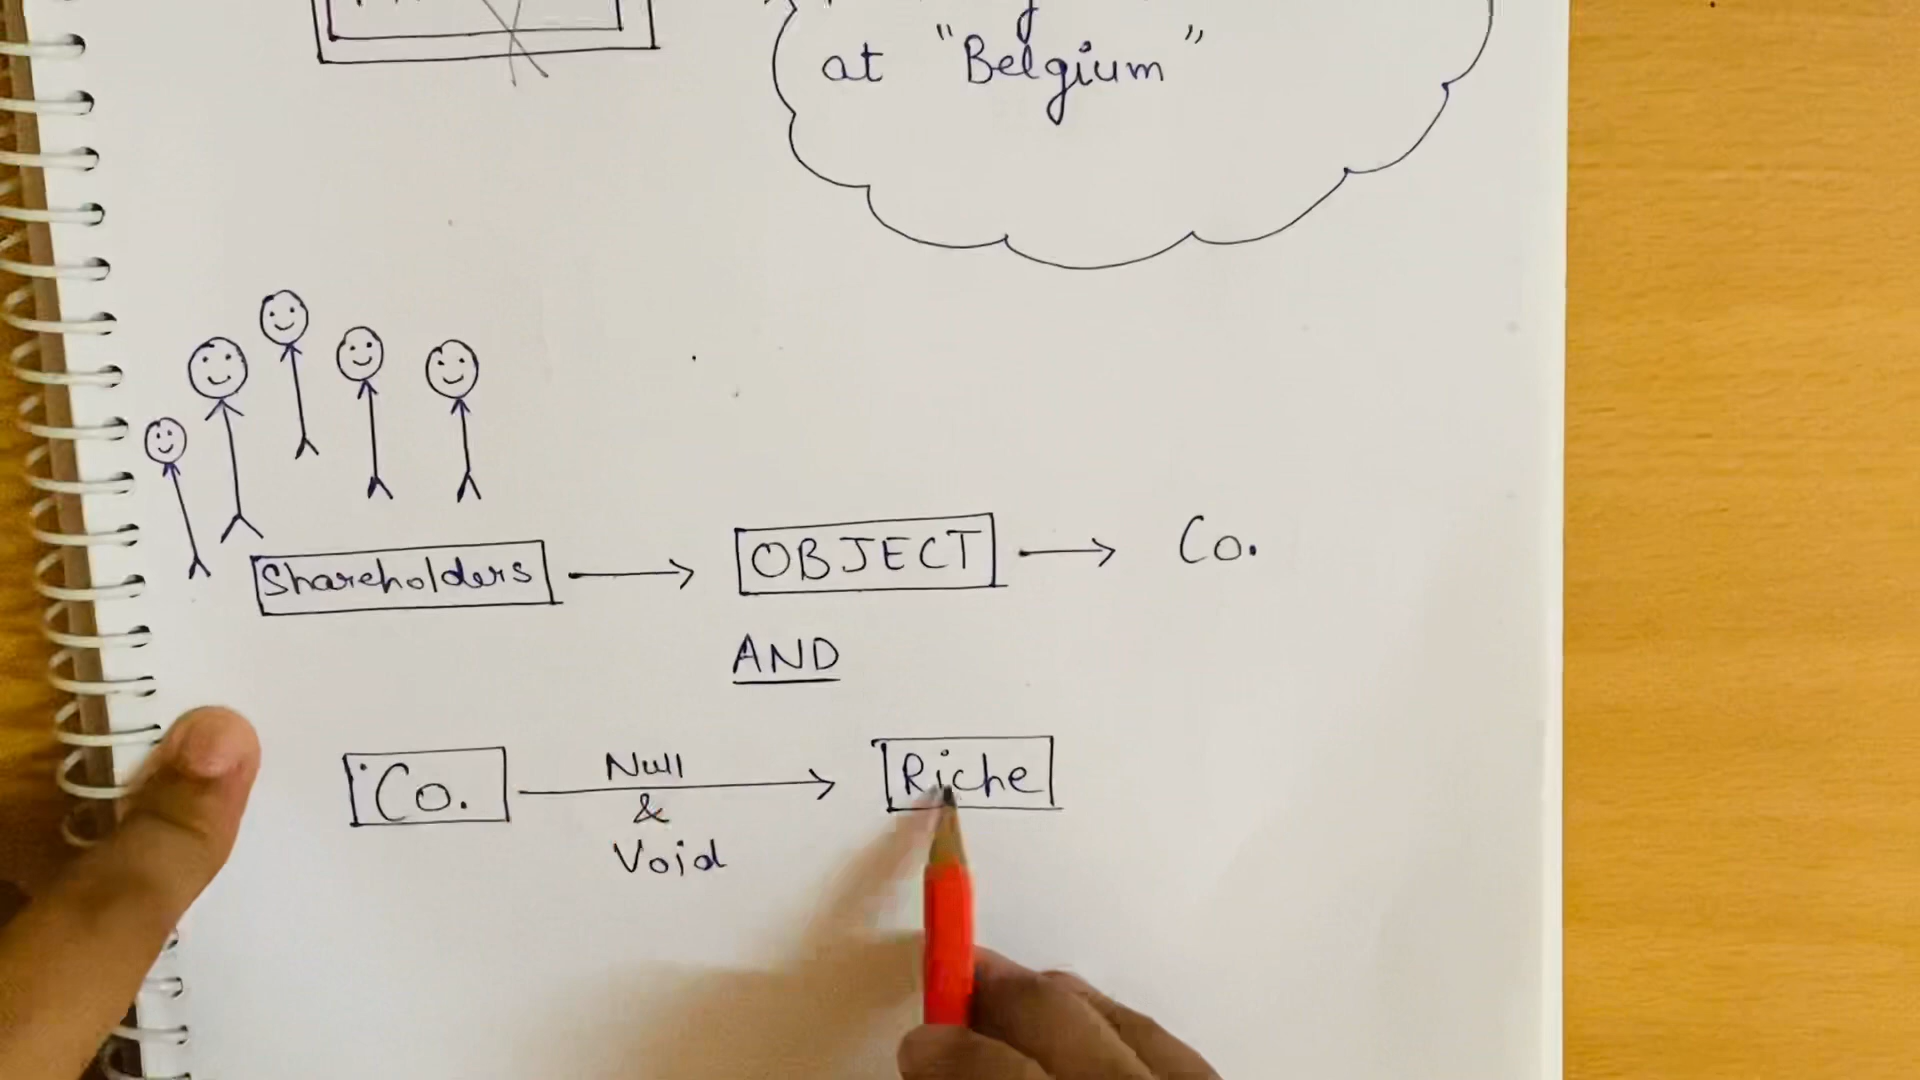 at "Belgium"
Shareholders
OBJECT
Co.
AND
Co.
Null
&
Void
Riche